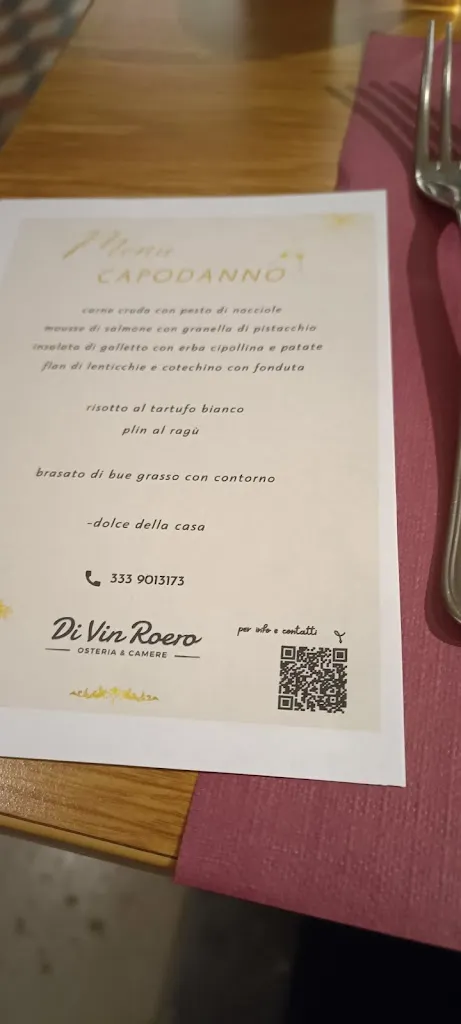 Menu
CAPODANNO
carne cruda con pesto di nocciole
mousse di salmone con granella di pistacchio
insalata di galletto con erba cipollina e patate
flan di lenticchie e cotechino con fonduta
risotto al tartufo bianco
plin al ragù
brasato di bue grasso con contorno
-dolce della casa
333 9013173
Di Vin Roero
OSTERIA & CAMERE
per info e contatti